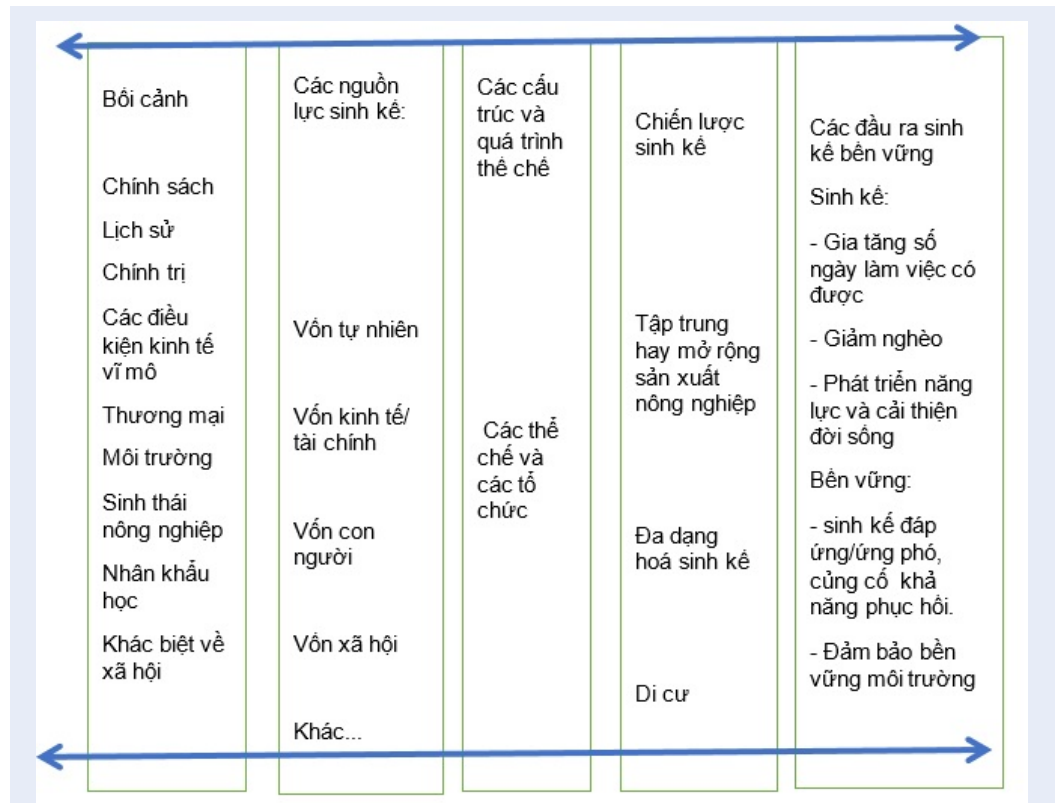 Bối cảnh
Chính sách
Lịch sử
Chính trị
Các điều
kiện kinh tế
vĩ mô
Thương mại
Môi trường
Sinh thái
nông nghiệp
Nhân khẩu
học
Khác biệt về
xã hội
Các nguồn
lực sinh kế:
Vốn tự nhiên
Vốn kinh tế/
tài chính
Vốn con
người
Vốn xã hội
Khác...
Các cấu
trúc và
quá trình
thể chế
Các thể
chế và
các tổ
chức
Chiến lược
sinh kế
Tập trung
hay mở rộng
sản xuất
nông nghiệp
Đa dạng
hoá sinh kế
Di cư
Các đầu ra sinh
kế bền vững
Sinh kế:
- Gia tăng số
ngày làm việc có
được
- Giảm nghèo
- Phát triển năng
lực và cải thiện
đời sống
Bền vững:
- sinh kế đáp
ứng/ứng phó,
củng cố khả
năng phục hồi.
- Đảm bảo bền
vững môi trường